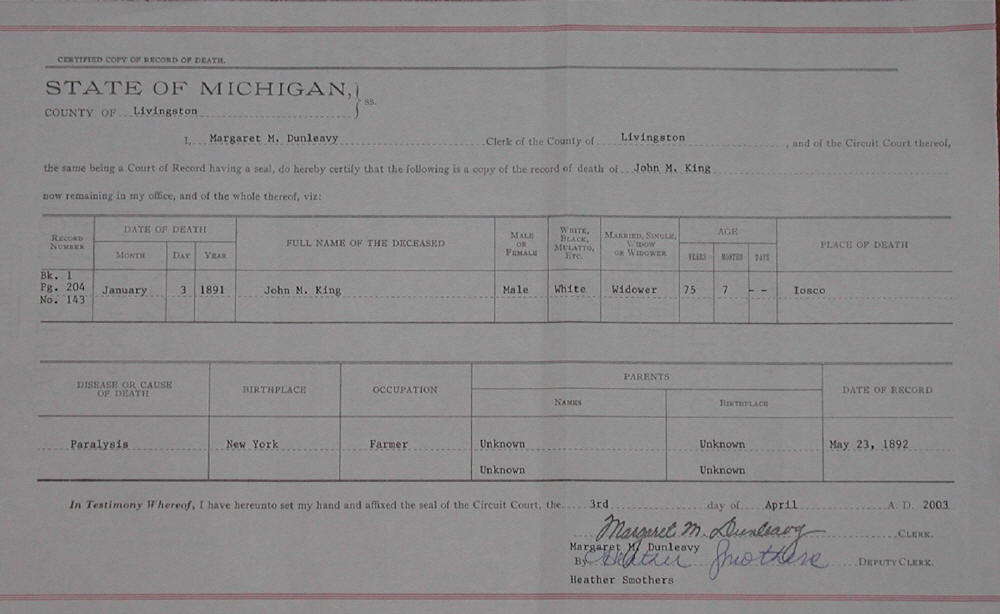 CERTIFIED COPY OF RECORD OF DEATH.
STATE OF MICHIGAN, } ss.
COUNTY OF Livingston
I, Margaret M. Dunleavy Clerk of the County of Livingston, and of the Circuit Court thereof,
the same being a Court of Record having a seal, do hereby certify that the following is a copy of the record of death of John M. King
now remaining in my office, and of the whole thereof, viz:
RECORD NUMBER DATE OF DEATH MONTH DAY YEAR FULL NAME OF THE DECEASED MALE OR FEMALE WHITE, BLACK, MULATTO, ETC. MARRIED, SINGLE, WIDOW OR WIDOWER AGE YEARS MONTHS DAYS PLACE OF DEATH
Bk. 1
Pg. 204 January 3 1891 John M. King Male White Widower 75 7 - - Iosco
No. 143
DISEASE OR CAUSE OF DEATH BIRTHPLACE OCCUPATION PARENTS NAMES BIRTHPLACE DATE OF RECORD
Paralysis New York Farmer Unknown Unknown May 23, 1892
Unknown Unknown
In Testimony Whereof, I have hereunto set my hand and affixed the seal of the Circuit Court, the 3rd day of April A. D. 2003
Margaret M. Dunleavy CLERK.
Margaret M. Dunleavy
By Heather Smothers DEPUTY CLERK.
Heather Smothers